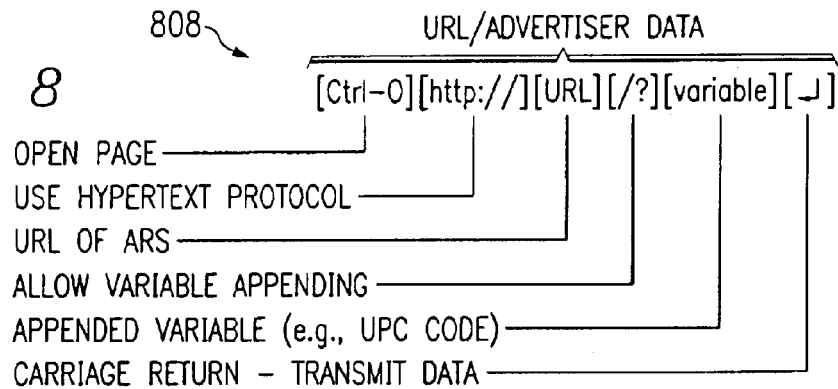 808
URL/ADVERTISER DATA
8
[Ctrl-O][http://][URL][/?][variable][↵]
OPEN PAGE
USE HYPERTEXT PROTOCOL
URL OF ARS
ALLOW VARIABLE APPENDING
APPENDED VARIABLE (e.g., UPC CODE)
CARRIAGE RETURN – TRANSMIT DATA